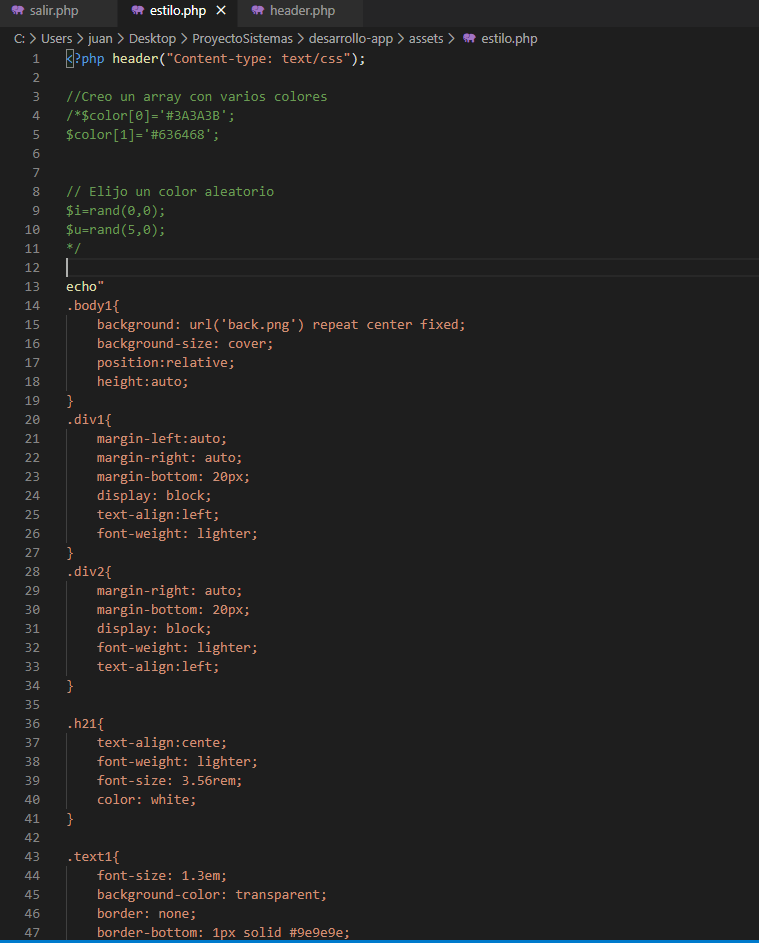 salir.php estilo.php × header.php
C: > Users > juan > Desktop > ProyectoSistemas > desarrollo-app > assets > estilo.php
1 <?php header("Content-type: text/css");
2
3 //Creo un array con varios colores
4 /*$color[0]='#3A3A3B';
5 $color[1]='#636468';
6
7
8 // Elijo un color aleatorio
9 $i=rand(0,0);
10 $u=rand(5,0);
11 */
12
13 echo"
14 .body1{
15 background: url('back.png') repeat center fixed;
16 background-size: cover;
17 position:relative;
18 height:auto;
19 }
20 .div1{
21 margin-left:auto;
22 margin-right: auto;
23 margin-bottom: 20px;
24 display: block;
25 text-align:left;
26 font-weight: lighter;
27 }
28 .div2{
29 margin-right: auto;
30 margin-bottom: 20px;
31 display: block;
32 font-weight: lighter;
33 text-align:left;
34 }
35
36 .h21{
37 text-align:cente;
38 font-weight: lighter;
39 font-size: 3.56rem;
40 color: white;
41 }
42
43 .text1{
44 font-size: 1.3em;
45 background-color: transparent;
46 border: none;
47 border-bottom: 1px solid #9e9e9e;